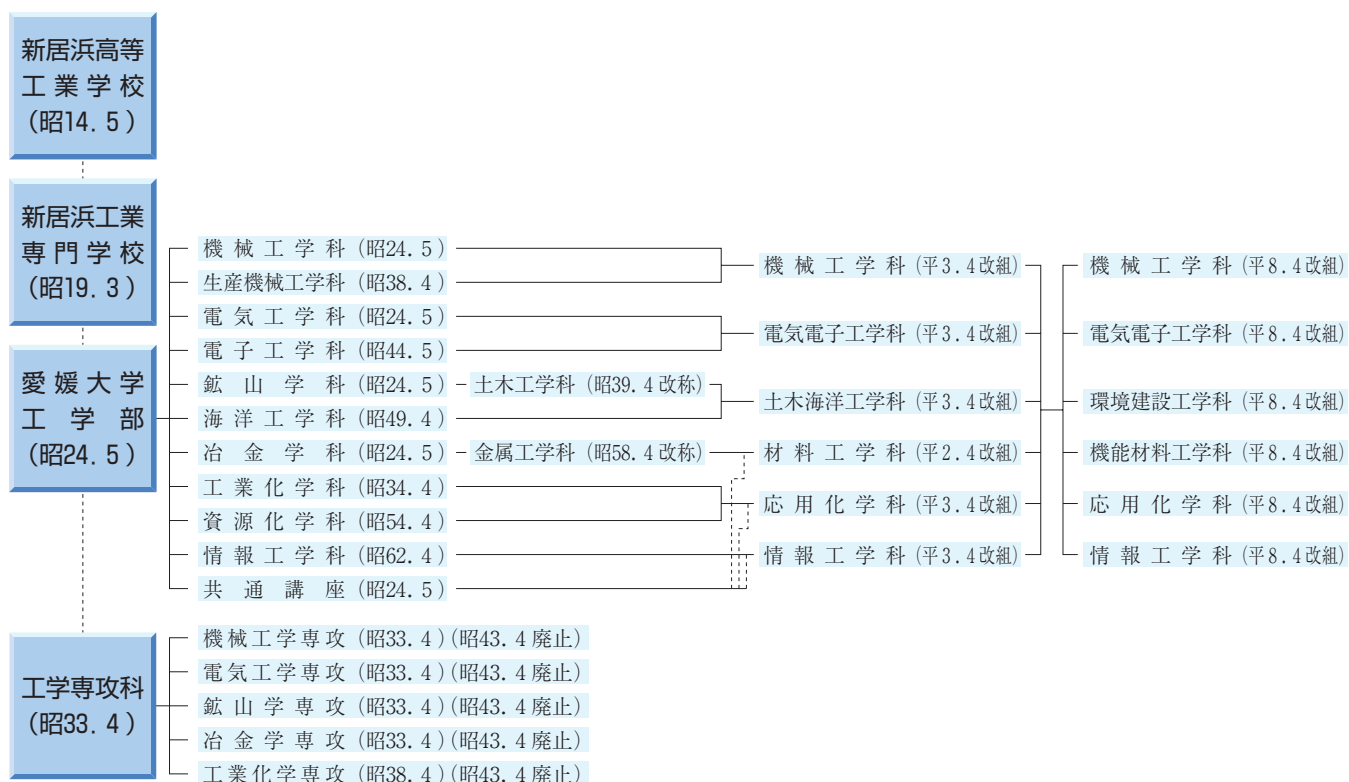 新居浜高等
工業学校
(昭14. 5)
新居浜工業
専門学校
(昭19. 3)
愛媛大学
工学部
(昭24. 5)
機械工学科 (昭24. 5)
生産機械工学科 (昭38. 4)
電気工学科 (昭24. 5)
電子工学科 (昭44. 5)
鉱山学科 (昭24. 5)
土木工学科 (昭39. 4改称)
海洋工学科 (昭49. 4)
冶金学科 (昭24. 5)
金属工学科 (昭58. 4改称)
工業化学科 (昭34. 4)
資源化学科 (昭54. 4)
情報工学科 (昭62. 4)
共通講座 (昭24. 5)
機械工学科 (平3. 4改組)
電気電子工学科 (平3. 4改組)
土木海洋工学科 (平3. 4改組)
材料工学科 (平2. 4改組)
応用化学科 (平3. 4改組)
情報工学科 (平3. 4改組)
機械工学科 (平8. 4改組)
電気電子工学科 (平8. 4改組)
環境建設工学科 (平8. 4改組)
機能材料工学科 (平8. 4改組)
応用化学科 (平8. 4改組)
情報工学科 (平8. 4改組)
工学専攻科
(昭33. 4)
機械工学専攻 (昭33. 4) (昭43. 4廃止)
電気工学専攻 (昭33. 4) (昭43. 4廃止)
鉱山学専攻 (昭33. 4) (昭43. 4廃止)
冶金学専攻 (昭33. 4) (昭43. 4廃止)
工業化学専攻 (昭38. 4) (昭43. 4廃止)